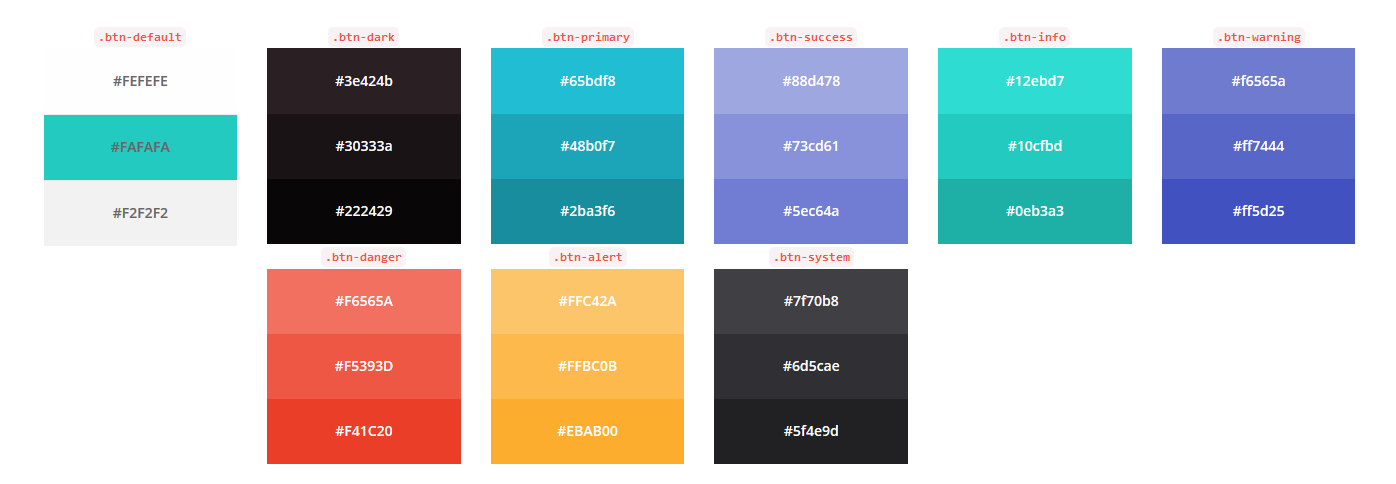 .btn-default
#FEFEFE
#FAFAFA
#F2F2F2
.btn-dark
#3e424b
#30333a
#222429
.btn-primary
#65bdf8
#48b0f7
#2ba3f6
.btn-success
#88d478
#73cd61
#5ec64a
.btn-info
#12ebd7
#10cfbd
#0eb3a3
.btn-warning
#f6565a
#ff7444
#ff5d25
.btn-danger
#F6565A
#F5393D
#F41C20
.btn-alert
#FFC42A
#FFBC0B
#EBAB00
.btn-system
#7f70b8
#6d5cae
#5f4e9d